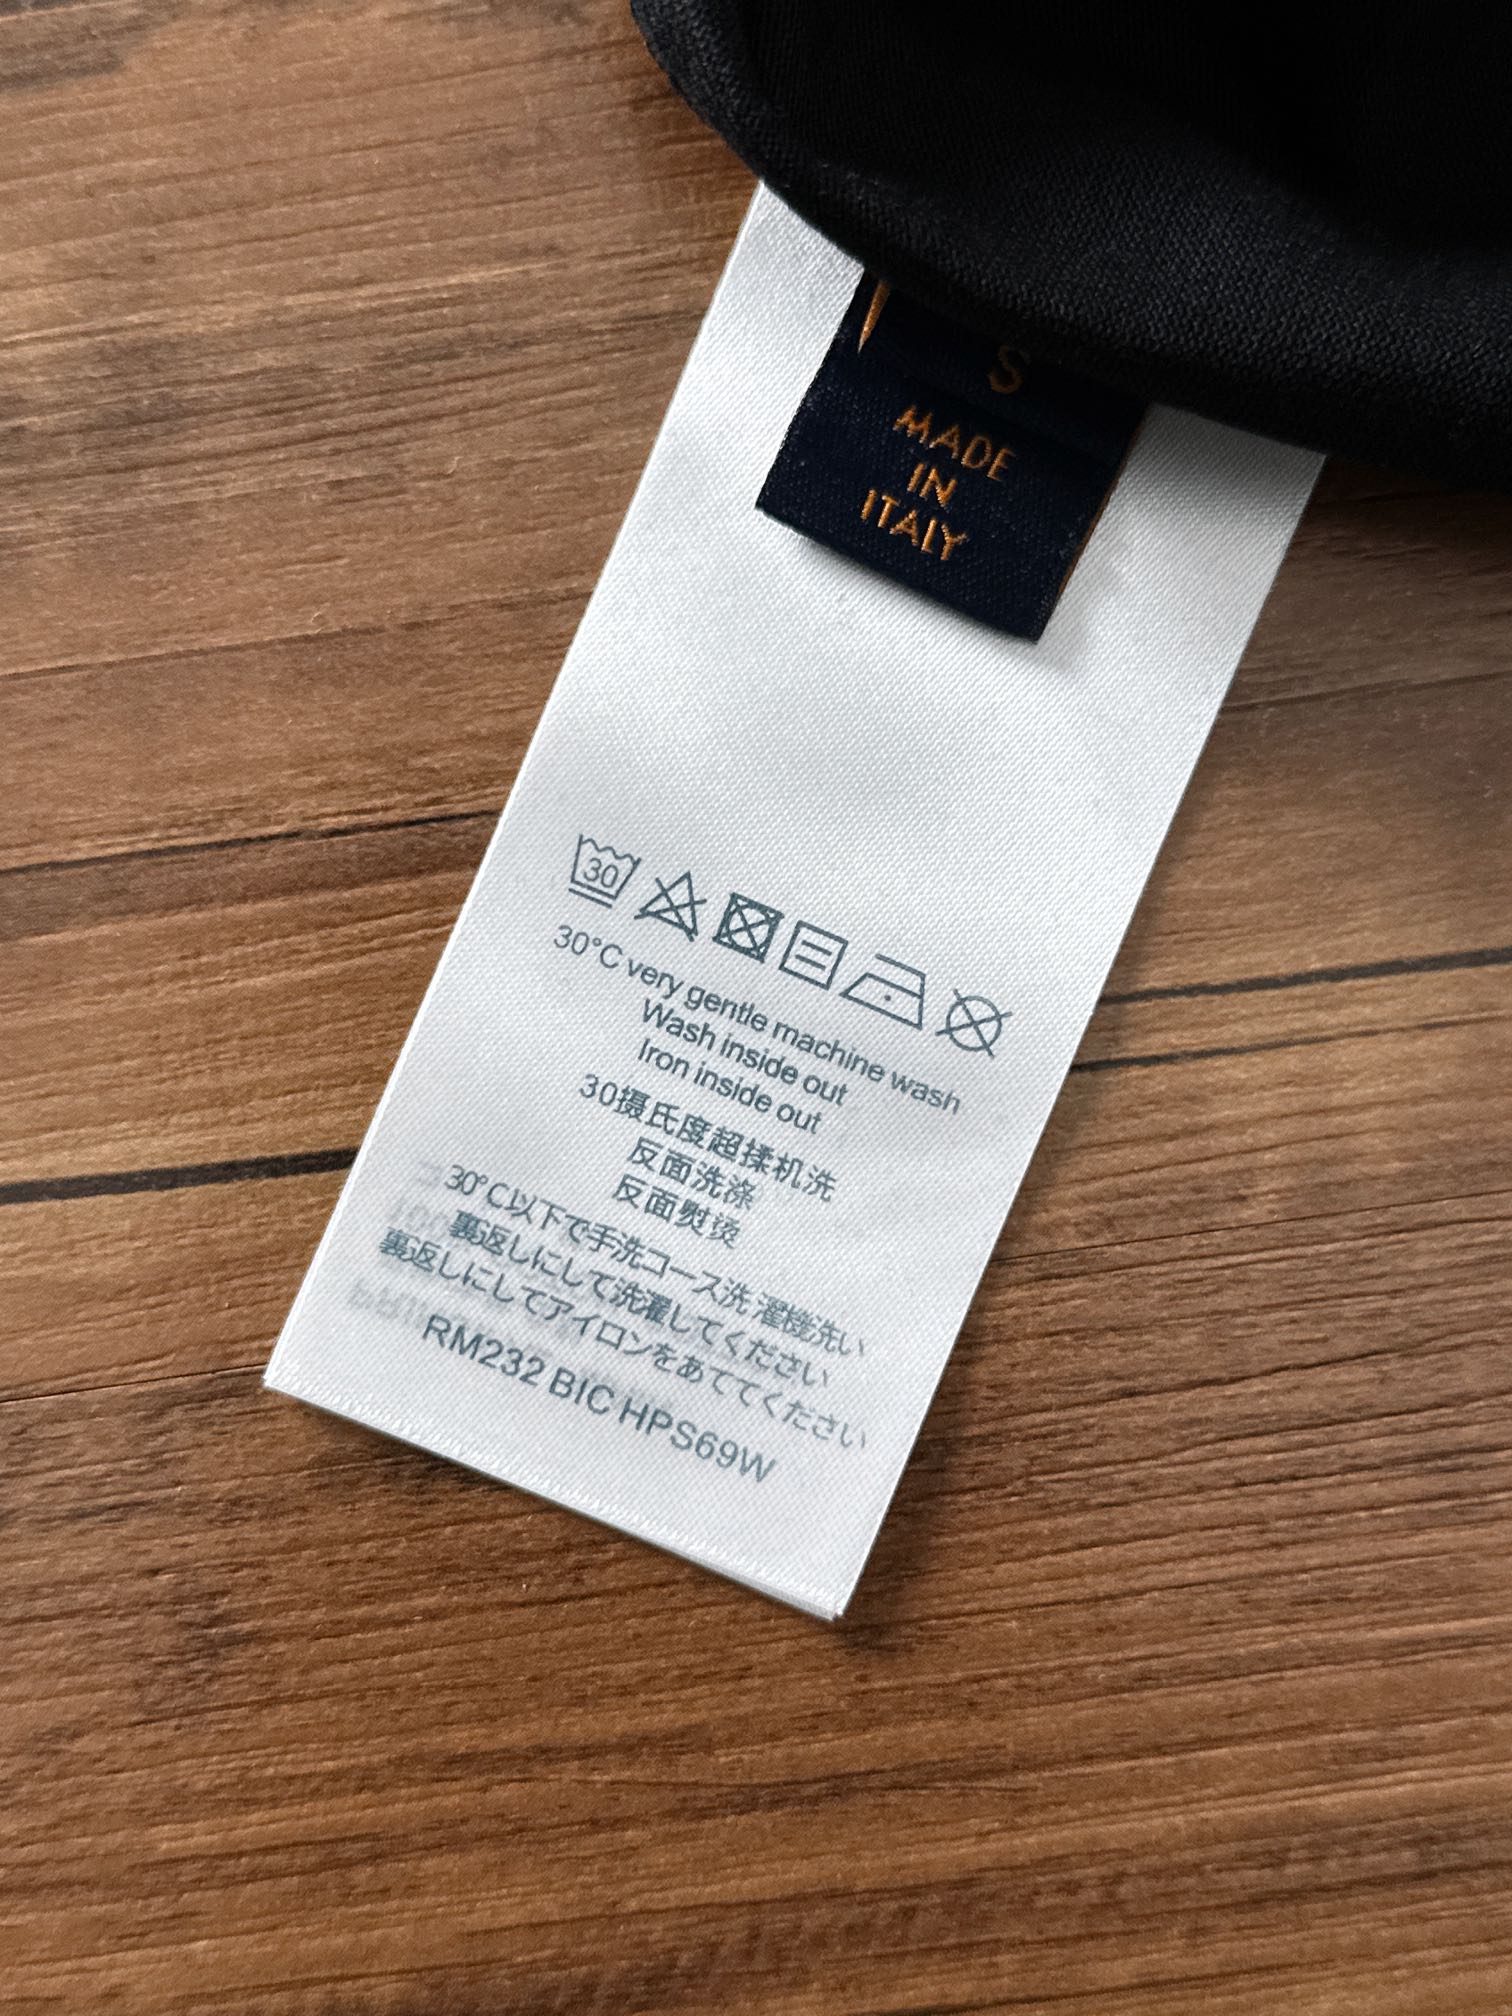 S
MADE
IN
ITALY
30
30°C very gentle machine wash
Wash inside out
Iron inside out
30摄氏度超揉机洗
反面洗涤
反面熨烫
30°C以下で手洗コース洗濯機洗い
裏返しにして洗濯してください
裏返しにしてアイロンをあててください
RM232 BIC HPS69W